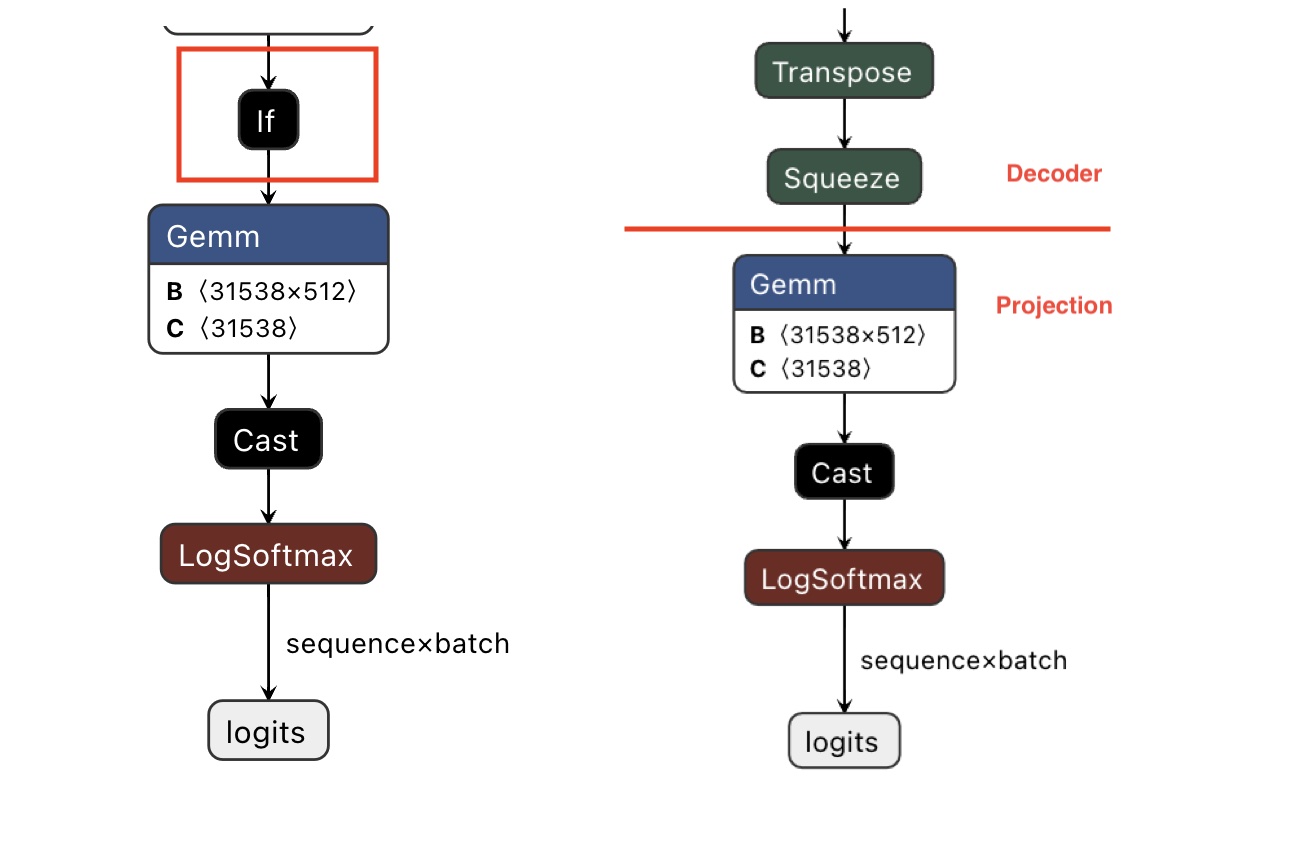 If
Gemm
B ⟨31538×512⟩
C ⟨31538⟩
Cast
LogSoftmax
sequence×batch
logits
Transpose
Squeeze
Decoder
Gemm
Projection
B ⟨31538×512⟩
C ⟨31538⟩
Cast
LogSoftmax
sequence×batch
logits